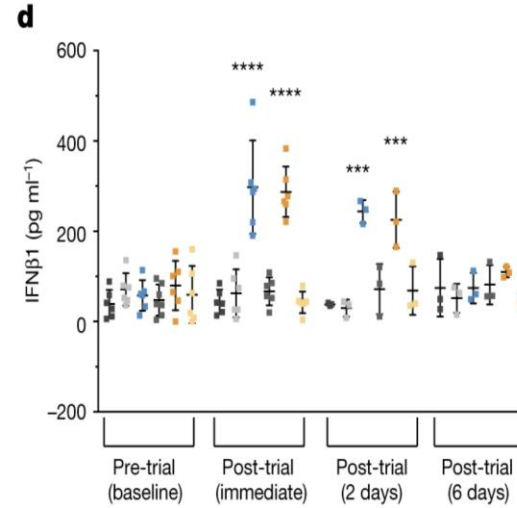 d
600
400
200
0
–200
IFNβ1 (pg ml⁻¹)
****
****
***
***
Pre-trial
(baseline)
Post-trial
(immediate)
Post-trial
(2 days)
Post-trial
(6 days)